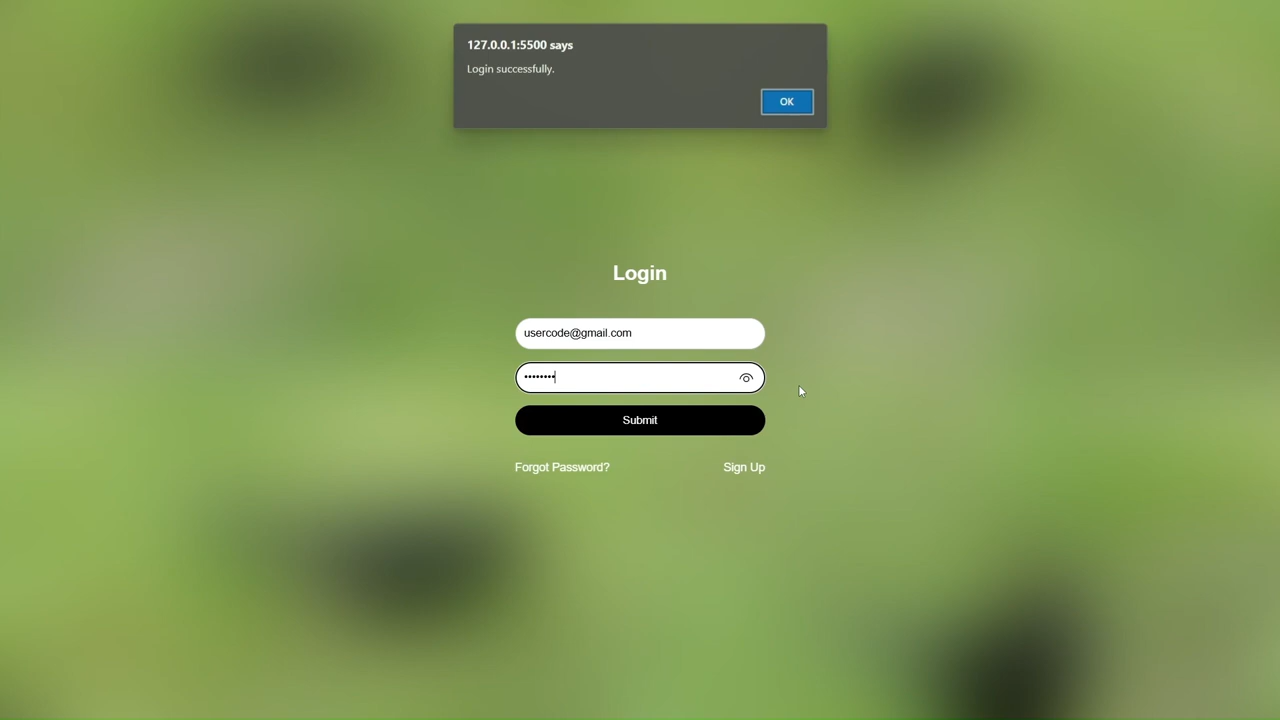 127.0.0.1:5500 says
Login successfully.
OK
Login
usercode@gmail.com
••••••••
Submit
Forgot Password? Sign Up